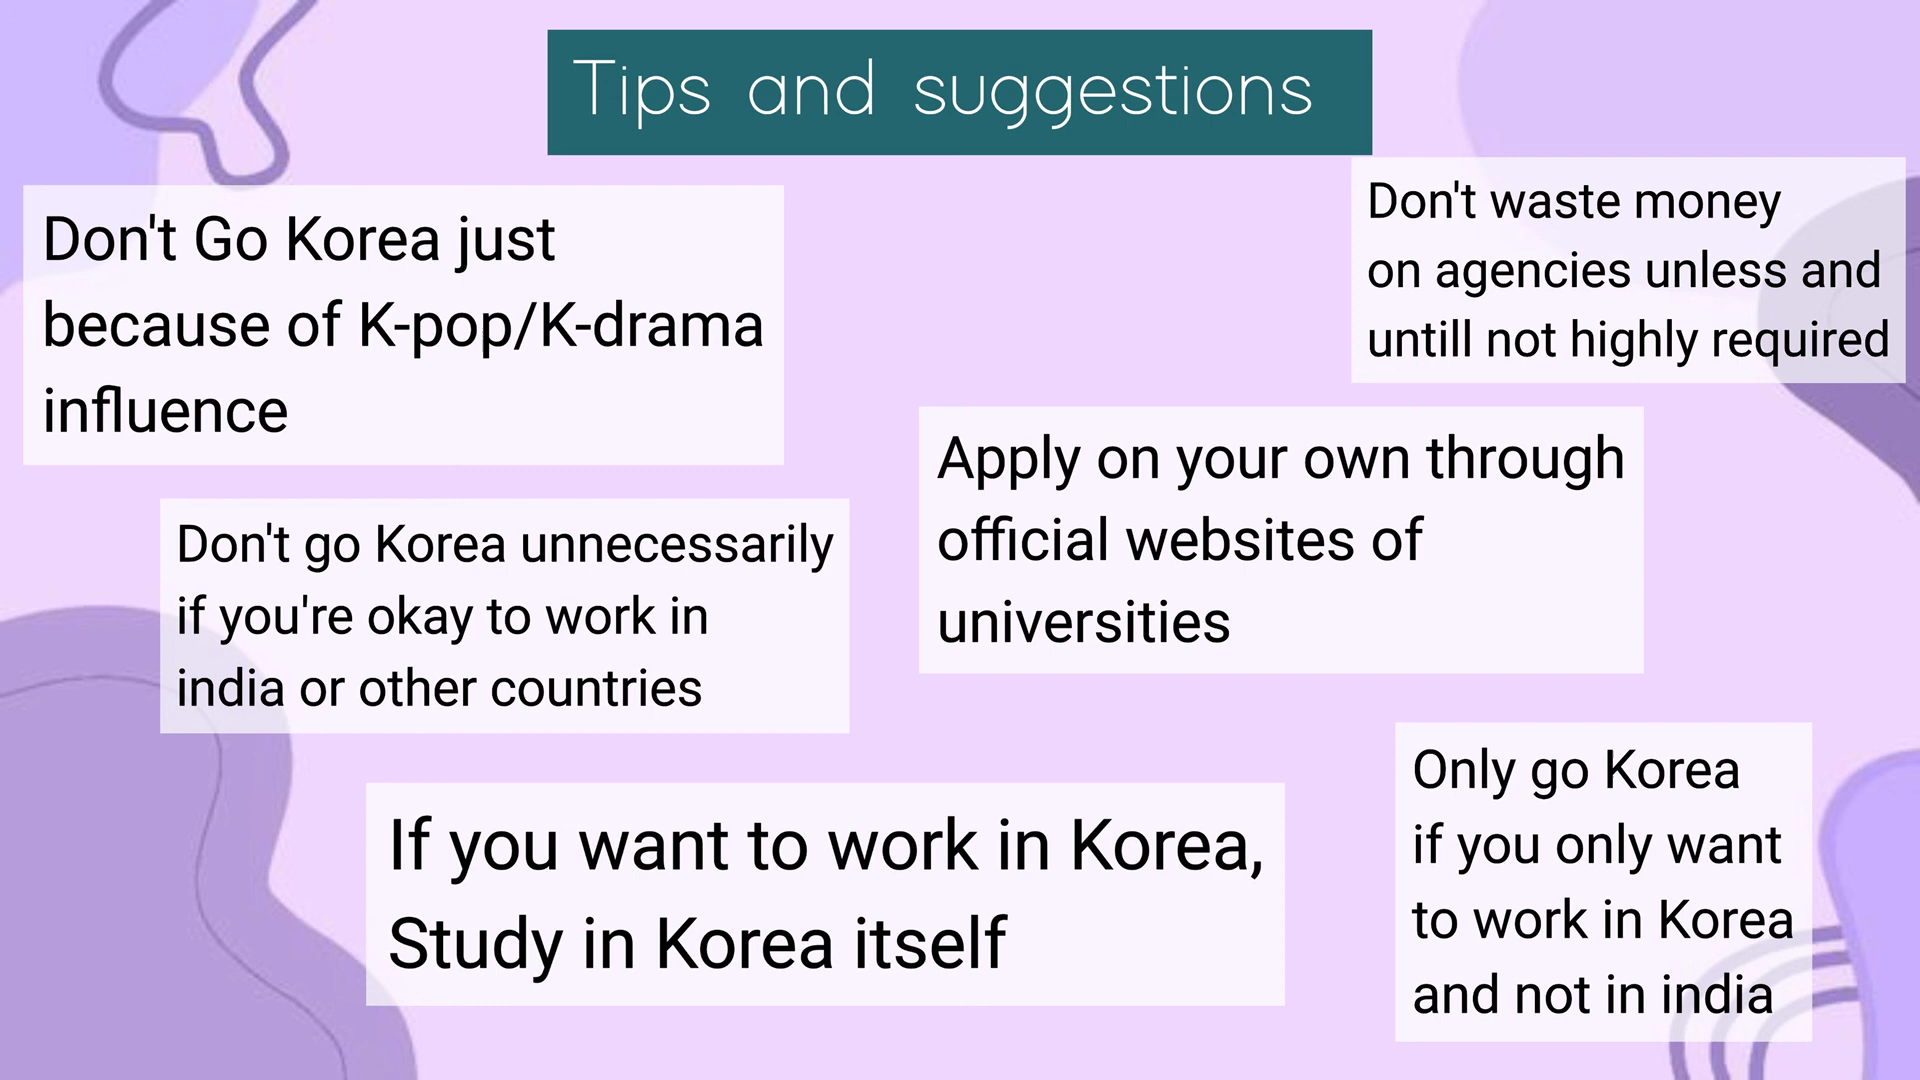 Tips and suggestions
Don't Go Korea just
because of K-pop/K-drama
influence
Don't waste money
on agencies unless and
untill not highly required
Apply on your own through
official websites of
universities
Don't go Korea unnecessarily
if you're okay to work in
india or other countries
If you want to work in Korea,
Study in Korea itself
Only go Korea
if you only want
to work in Korea
and not in india